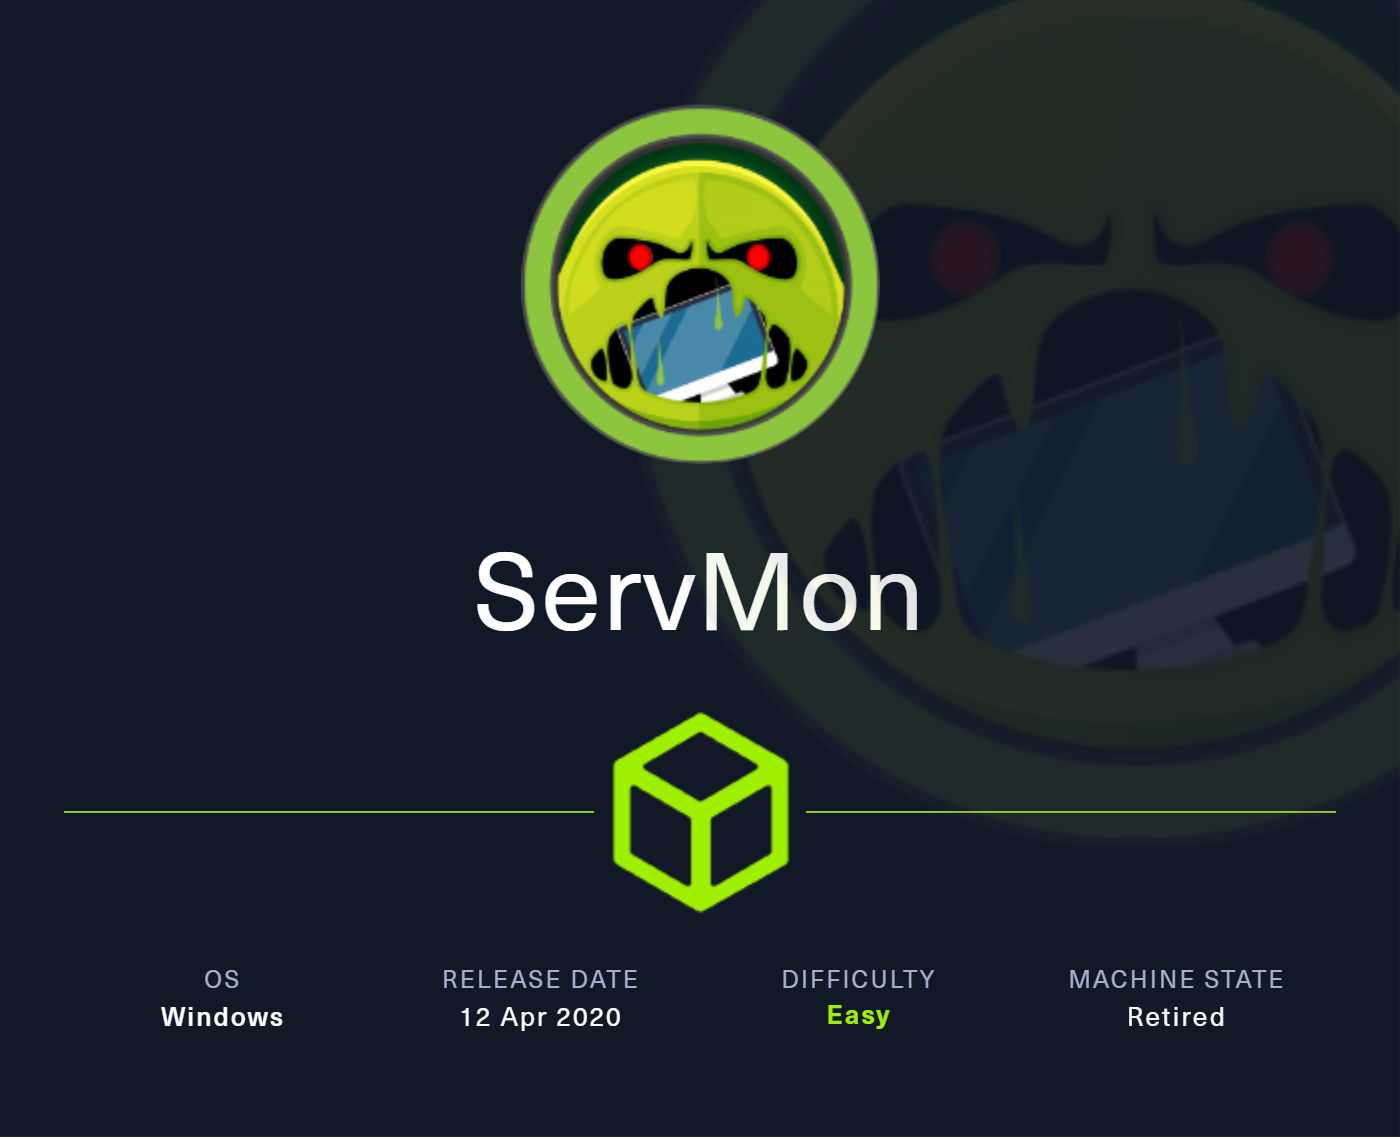 ServMon
OS
Windows
RELEASE DATE
12 Apr 2020
DIFFICULTY
Easy
MACHINE STATE
Retired